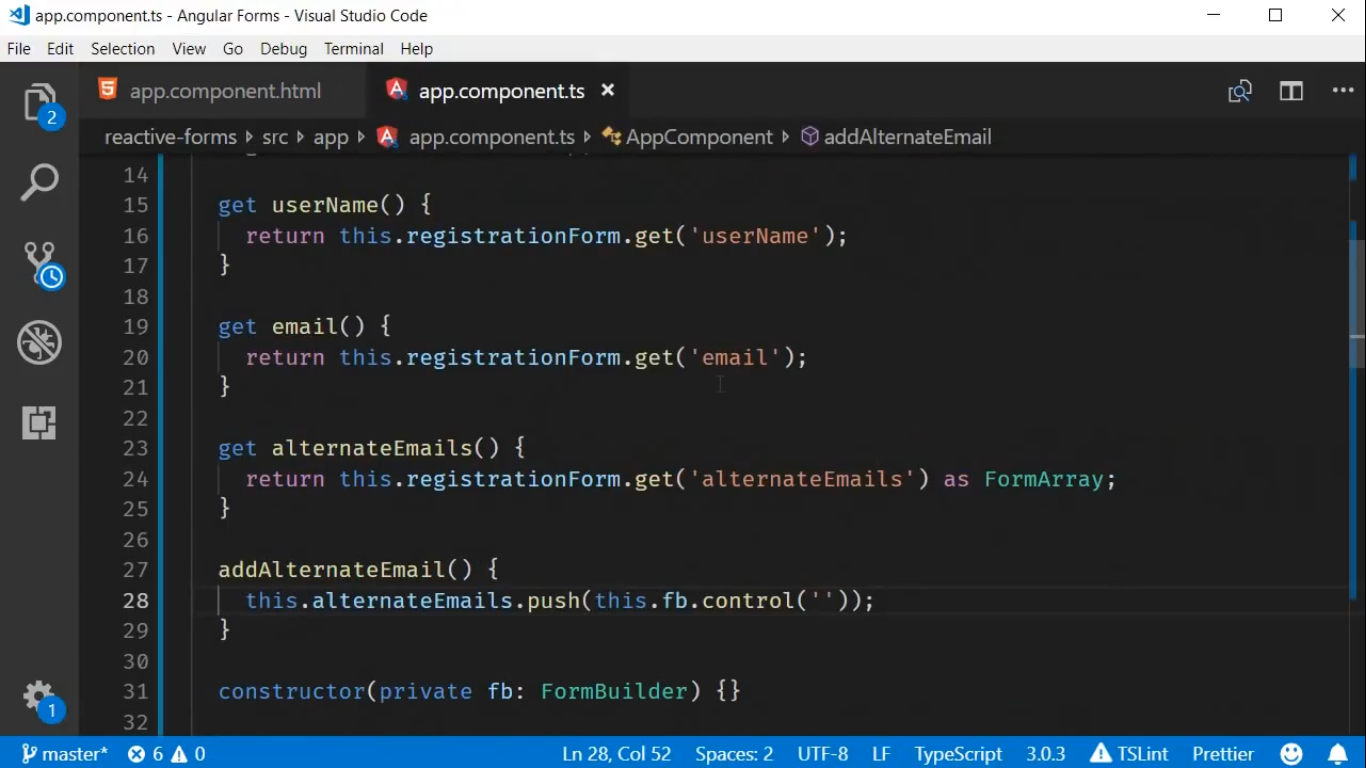 app.component.ts - Angular Forms - Visual Studio Code
File Edit Selection View Go Debug Terminal Help
app.component.html app.component.ts
reactive-forms src app app.component.ts AppComponent addAlternateEmail
2
14
15 get userName() {
16 return this.registrationForm.get('userName');
17 }
18
19 get email() {
20 return this.registrationForm.get('email');
21 }
22
23 get alternateEmails() {
24 return this.registrationForm.get('alternateEmails') as FormArray;
25 }
26
27 addAlternateEmail() {
28 this.alternateEmails.push(this.fb.control(''));
29 }
30
31 constructor(private fb: FormBuilder) {}
32
1
master* 6 0 Ln 28, Col 52 Spaces: 2 UTF-8 LF TypeScript 3.0.3 TSLint Prettier